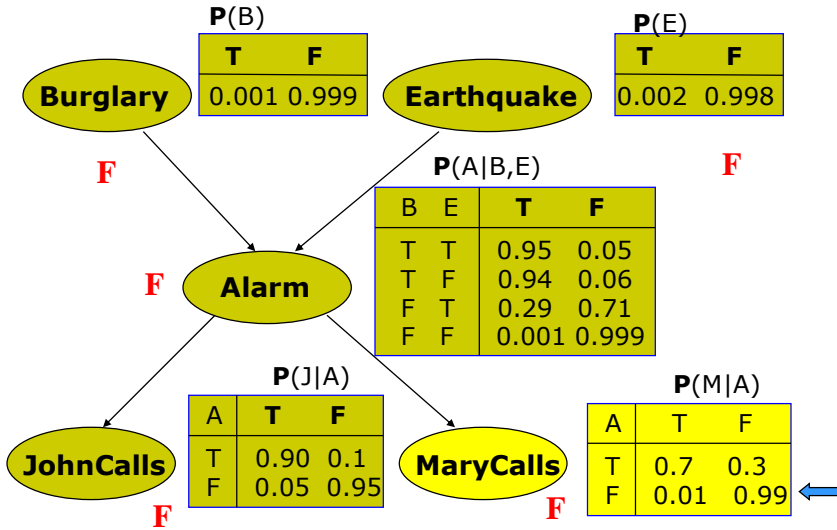 P(B)
T F
0.001 0.999
Burglary
P(E)
T F
0.002 0.998
Earthquake
F
F
P(A|B,E)
B E T F
T T 0.95 0.05
T F 0.94 0.06
F T 0.29 0.71
F F 0.001 0.999
F
Alarm
P(J|A)
A T F
T 0.90 0.1
F 0.05 0.95
JohnCalls
F
P(M|A)
A T F
T 0.7 0.3
F 0.01 0.99
MaryCalls
F